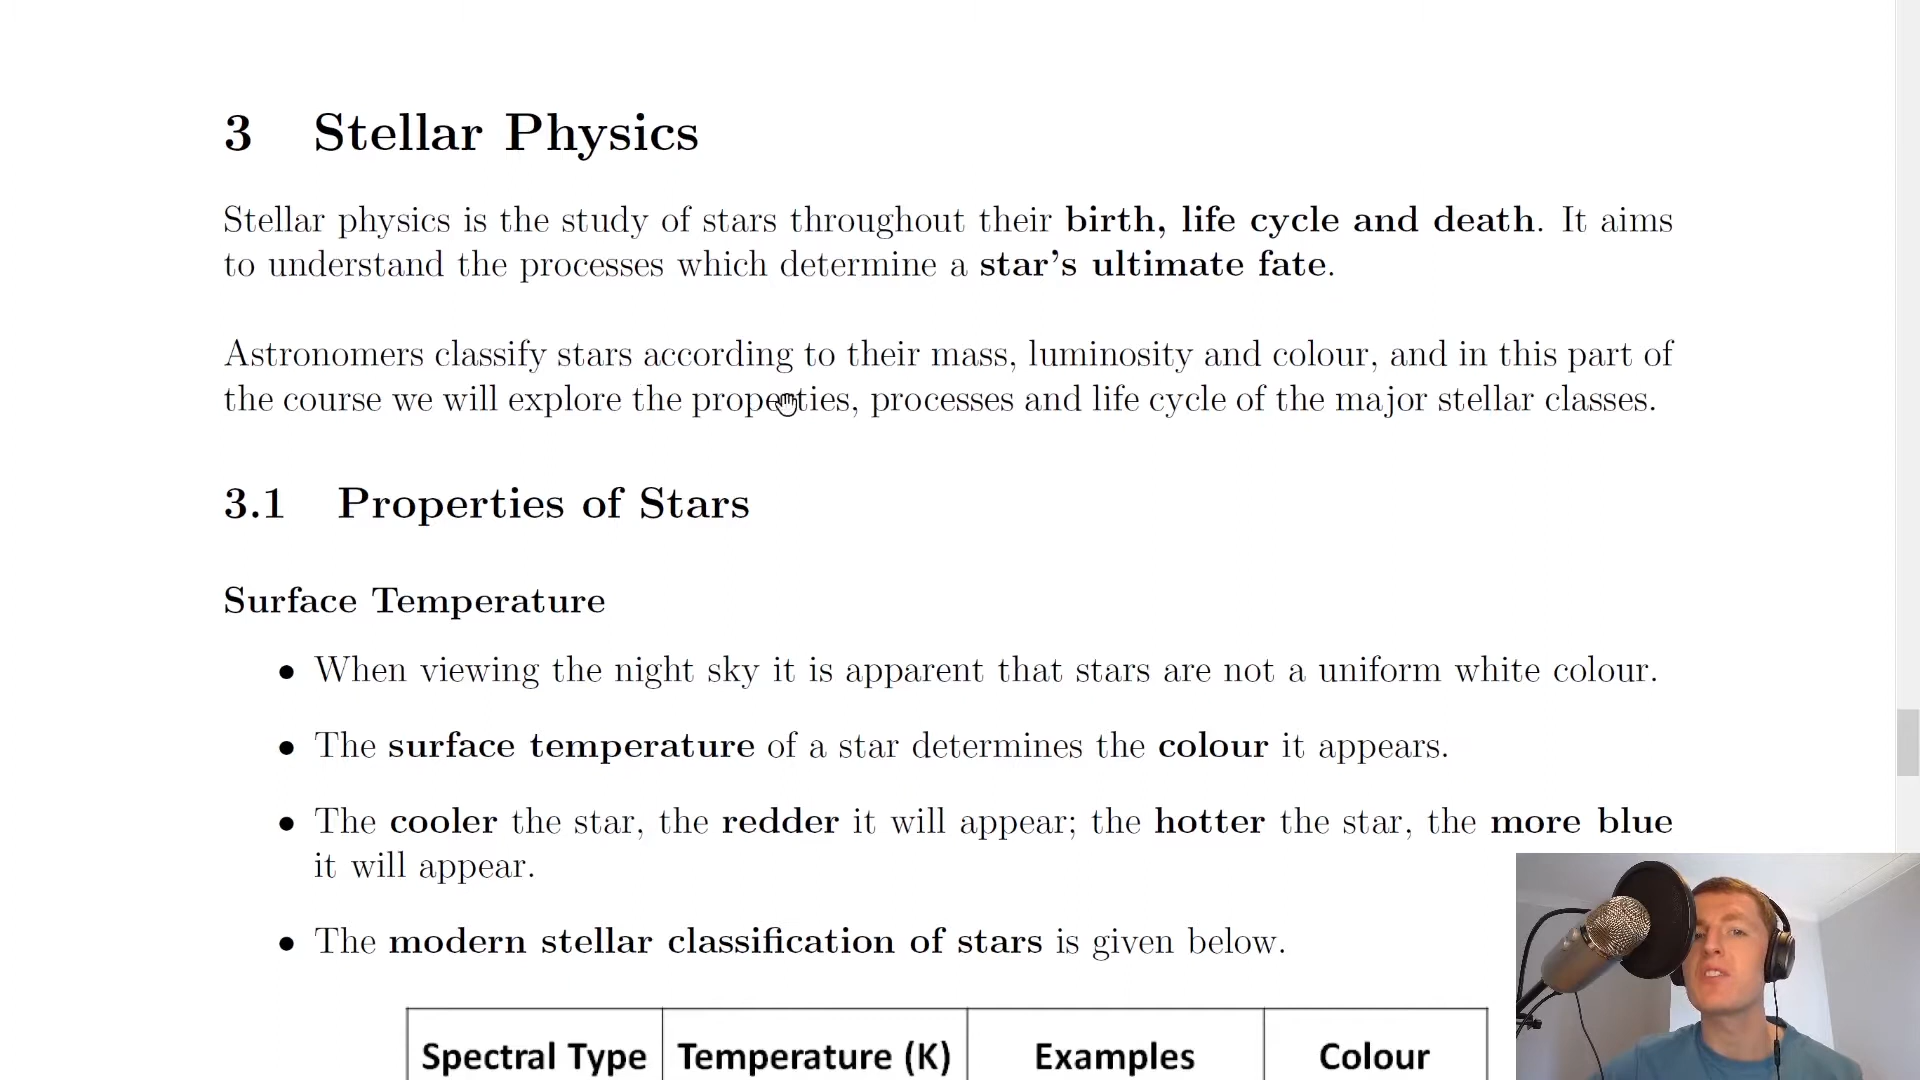 3 Stellar Physics
Stellar physics is the study of stars throughout their birth, life cycle and death. It aims
to understand the processes which determine a star's ultimate fate.
Astronomers classify stars according to their mass, luminosity and colour, and in this part of
the course we will explore the properties, processes and life cycle of the major stellar classes.
3.1 Properties of Stars
Surface Temperature
• When viewing the night sky it is apparent that stars are not a uniform white colour.
• The surface temperature of a star determines the colour it appears.
• The cooler the star, the redder it will appear; the hotter the star, the more blue
it will appear.
• The modern stellar classification of stars is given below.
Spectral Type Temperature (K) Examples Colour